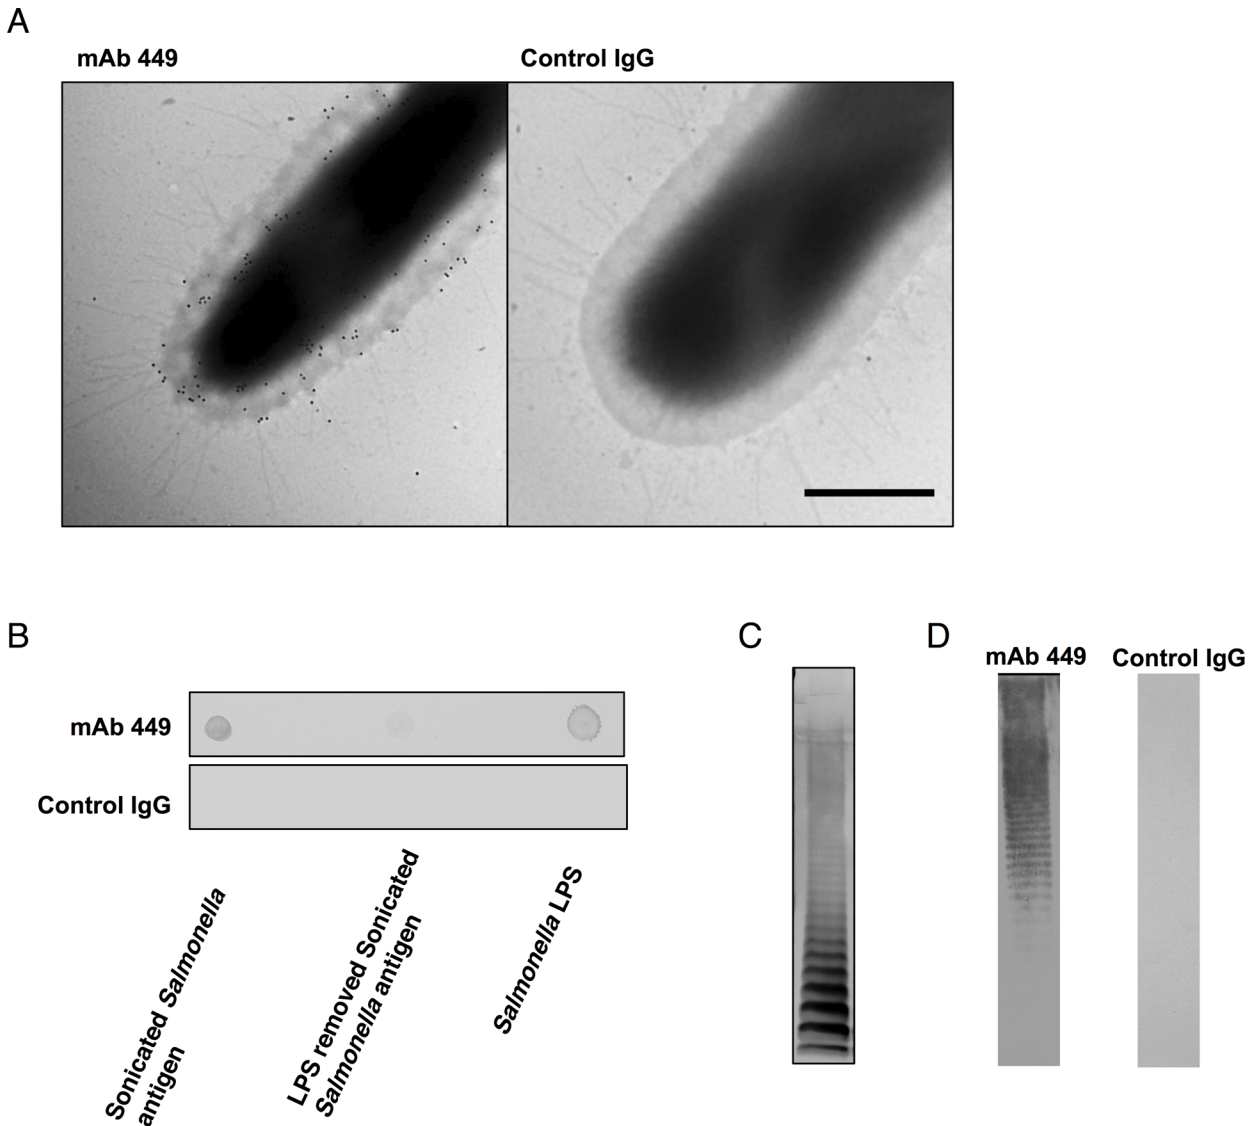 A
mAb 449
Control IgG
B
mAb 449
Control IgG
Sonicated Salmonella
antigen
LPS removed Sonicated
Salmonella antigen
Salmonella LPS
C
D
mAb 449
Control IgG